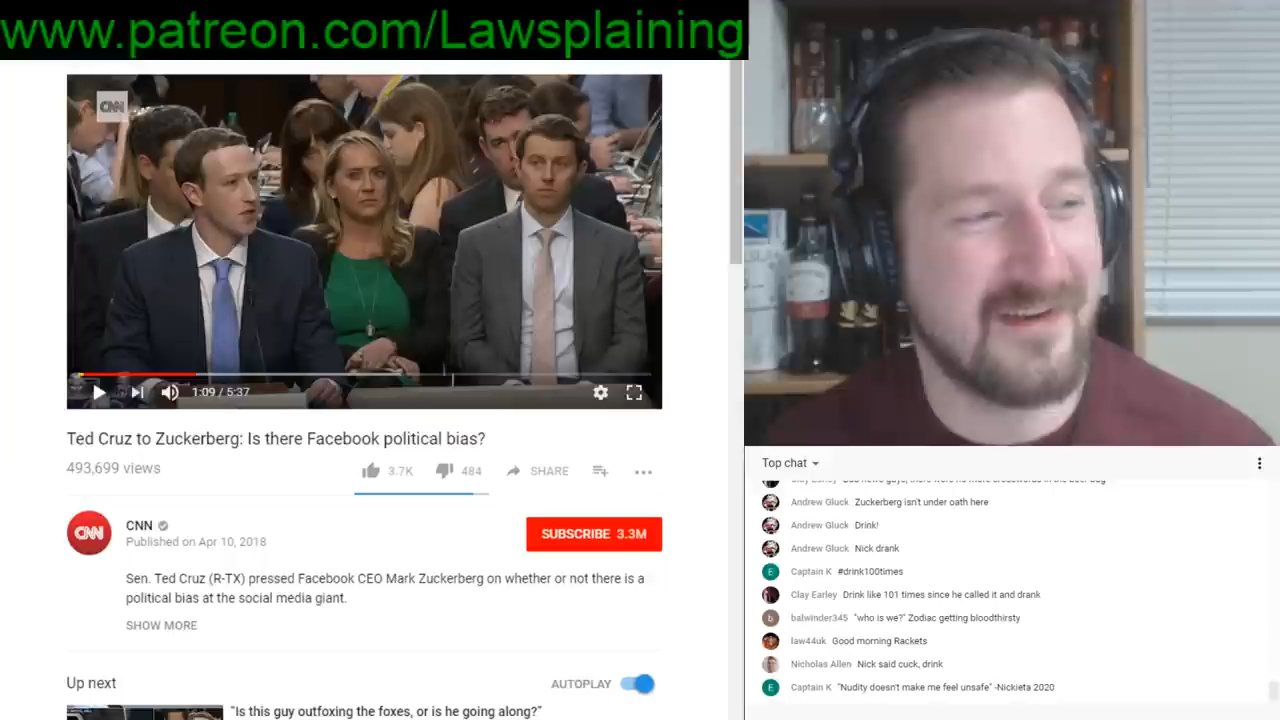 www.patreon.com/Lawsplaining
CNN
1:09 / 5:37
Ted Cruz to Zuckerberg: Is there Facebook political bias?
493,699 views
3.7K
484
SHARE
CNN
CNN
Published on Apr 10, 2018
SUBSCRIBE 3.3M
Sen. Ted Cruz (R-TX) pressed Facebook CEO Mark Zuckerberg on whether or not there is a
political bias at the social media giant.
SHOW MORE
Up next
AUTOPLAY
"Is this guy outfoxing the foxes, or is he going along?"
Top chat
Andrew Gluck Zuckerberg isn't under oath here
Andrew Gluck Drink!
Andrew Gluck Nick drank
E Captain K #drink100times
Clay Earley Drink like 101 times since he called it and drank
b balwinder345 "who is we?" Zodiac getting bloodthirsty
law44uk Good morning Rackets
Nicholas Allen Nick said cuck, drink
E Captain K "Nudity doesn't make me feel unsafe" -Nickieta 2020